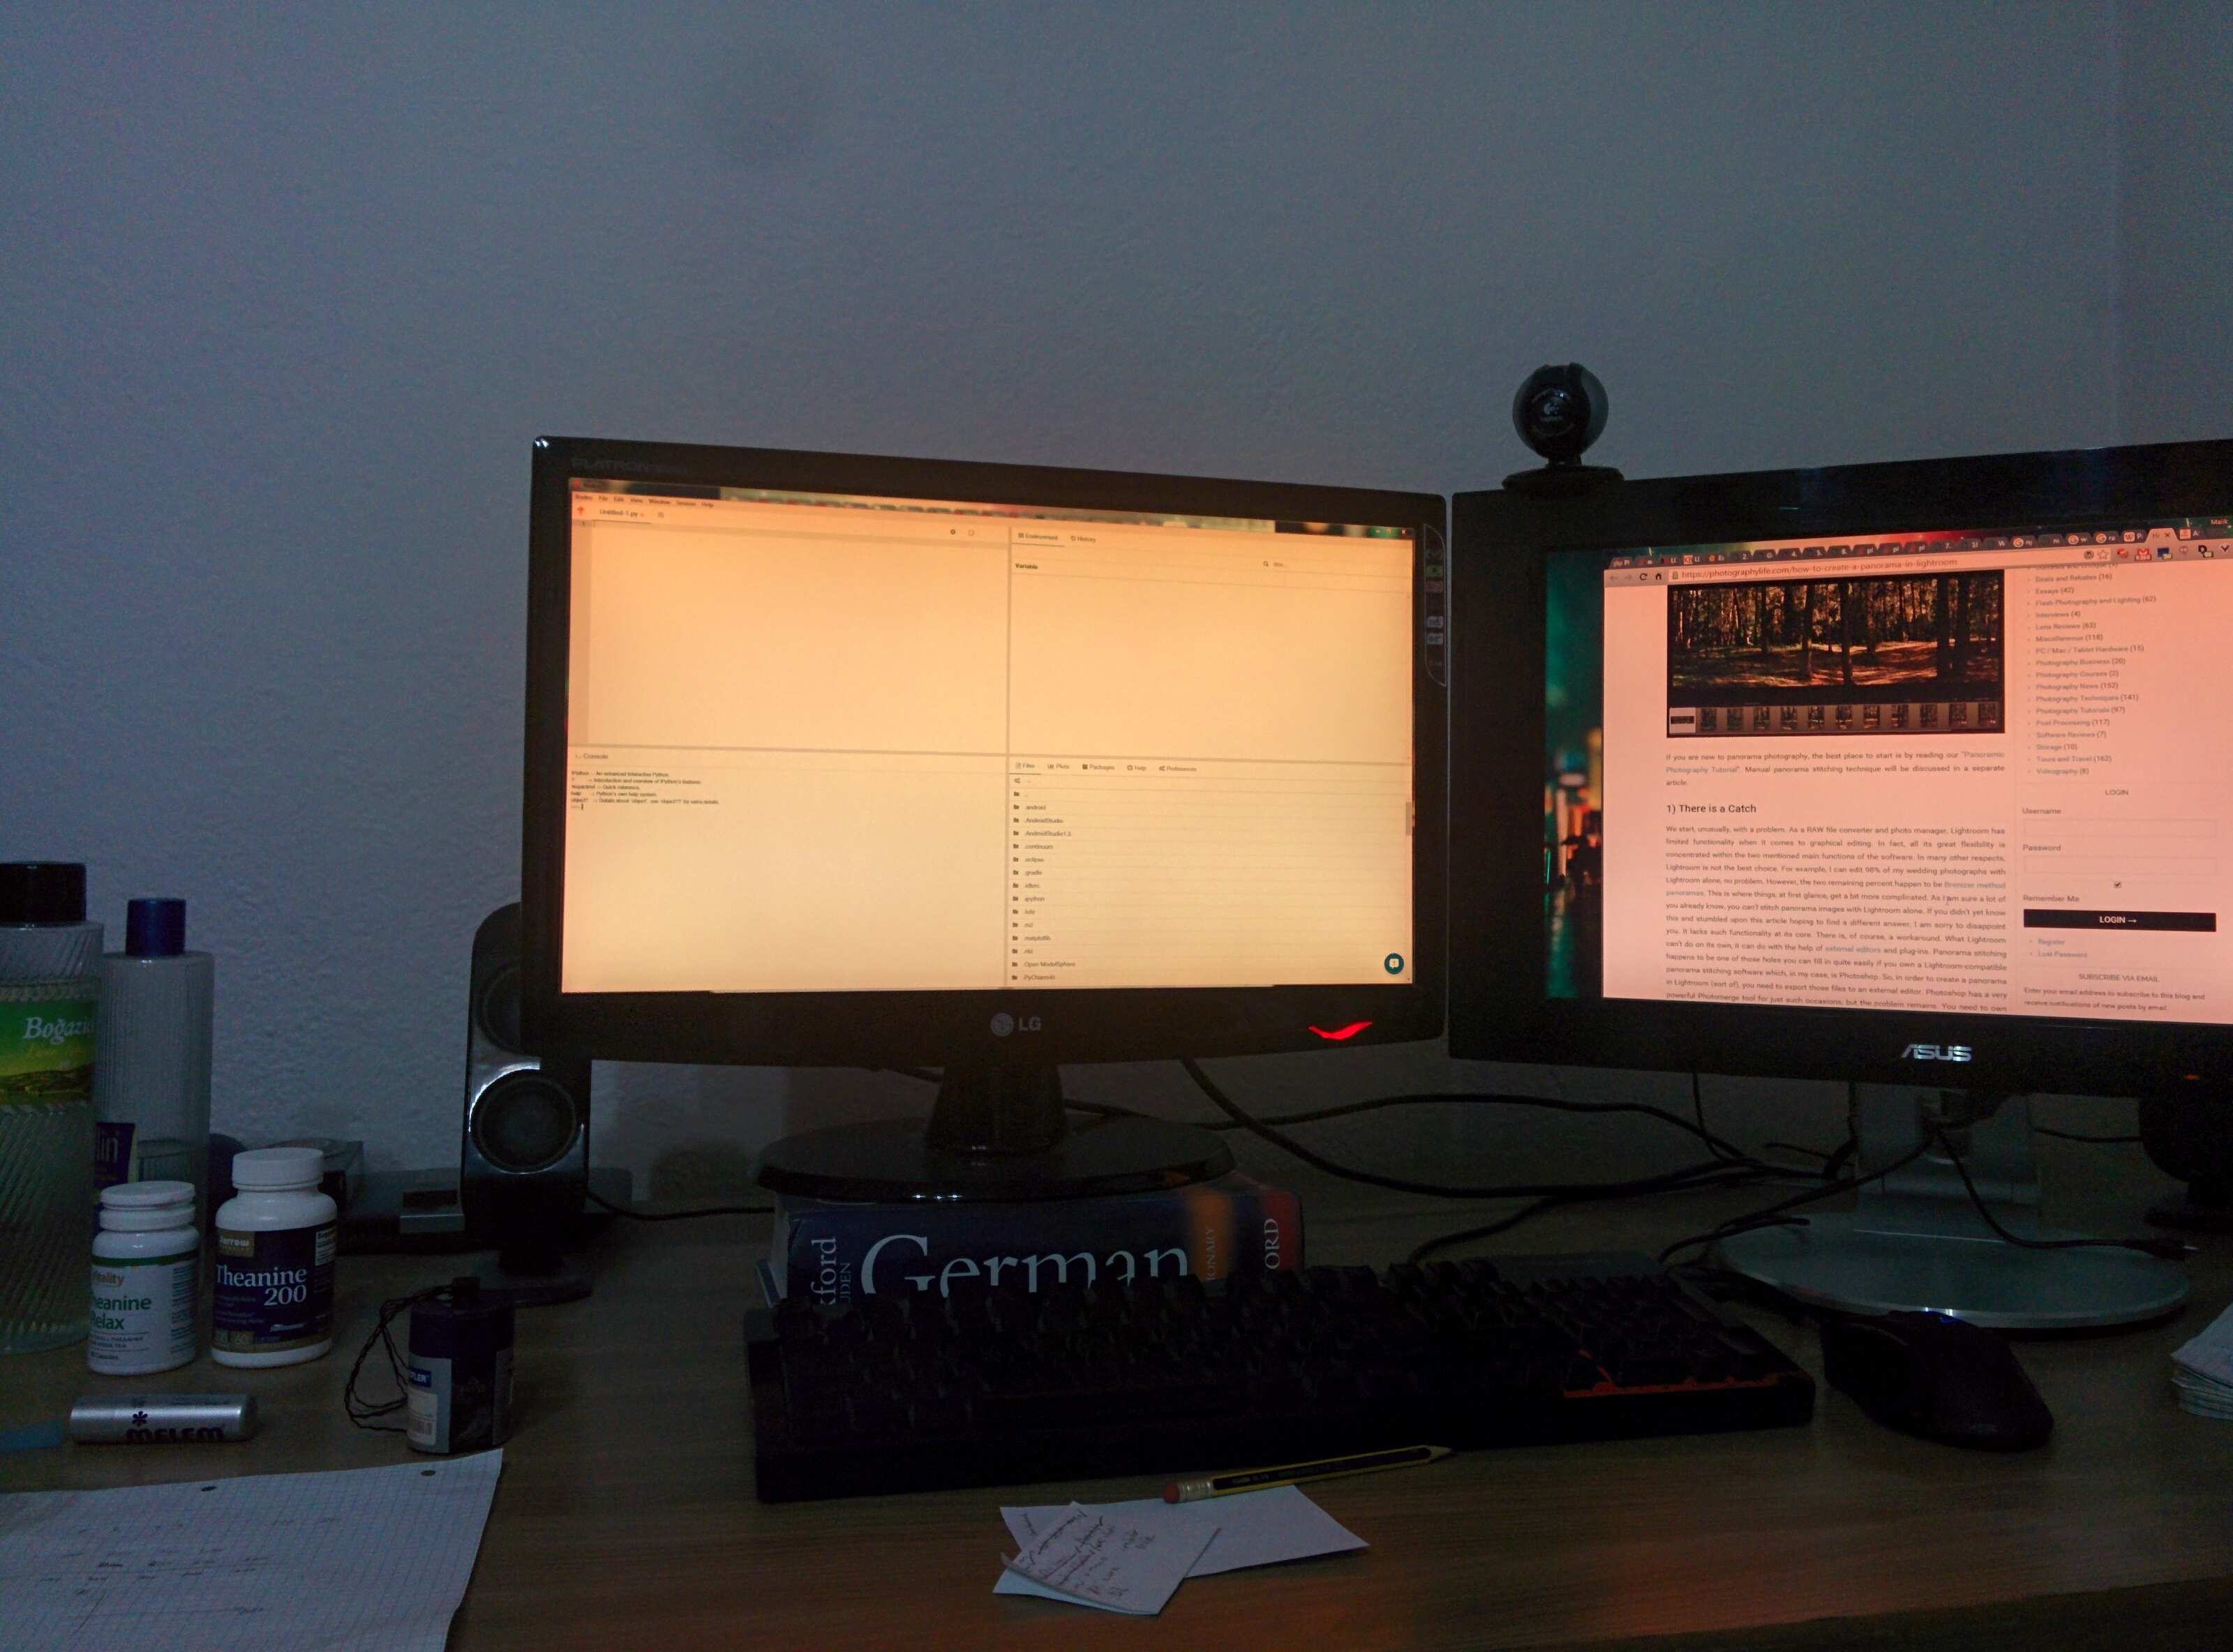 FLATRON
Rodeo File Edit View Window Session Help
Untitled-1.py
1
Environment History
Variable
Console
IPython -- An enhanced Interactive Python.
? -> Introduction and overview of IPython's features.
%quickref -> Quick reference.
help -> Python's own help system.
object? -> Details about 'object', use 'object??' for extra details.
Files Plots Packages Help Preferences
..
.android
.AndroidStudio
.AndroidStudio1.3
.continuum
.eclipse
.gradle
.idlerc
.ipython
.m2
.matplotlib
.Open ModelSphere
.PyCharm40
LG
https://photographylife.com/how-to-create-a-panorama-in-lightroom
Deals and Rebates (16)
Essays (42)
Flash Photography and Lighting (62)
Interviews (4)
Lens Reviews (63)
Miscellaneous (118)
PC / Mac / Tablet Hardware (15)
Photography Business (20)
Photography Courses (2)
Photography News (152)
Photography Techniques (141)
Photography Tutorials (97)
Post Processing (117)
Software Reviews (7)
Storage (10)
Tours and Travel (162)
Videography (8)
If you are new to panorama photography, the best place to start is by reading our "Panoramic
Photography Tutorial". Manual panorama stitching technique will be discussed in a separate
article.
1) There is a Catch
We start, unusually, with a problem. As a RAW file converter and photo manager, Lightroom has
limited functionality when it comes to graphical editing. In fact, all its great flexibility is
concentrated within the two mentioned main functions of the software. In many other respects,
Lightroom is not the best choice. For example, I can edit 98% of my wedding photographs with
Lightroom alone, no problem. However, the two remaining percent happen to be Brenizer method
panoramas. This is where things, at first glance, get a bit more complicated. As I am sure a lot of
you already know, you can't stitch panorama images with Lightroom alone. If you didn't yet know
this and stumbled upon this article hoping to find a different answer, I am sorry to disappoint
you. It lacks such functionality at its core. There is, of course, a workaround. What Lightroom
can't do on its own, it can do with the help of external editors and plug-ins. Panorama stitching
happens to be one of those holes you can fill in quite easily if you own a Lightroom-compatible
panorama stitching software which, in my case, is Photoshop. So, in order to create a panorama
in Lightroom (sort of), you need to export those files to an external editor. Photoshop has a very
powerful Photomerge tool for just such occasions, but the problem remains. You need to own
LOGIN
Username
Password
Remember Me
LOGIN →
Register
Lost Password
SUBSCRIBE VIA EMAIL
Enter your email address to subscribe to this blog and
receive notifications of new posts by email
ASUS
Boğazi
Jarrow
Theanine
200
itality
heanine
Relax
MELEM
TLER
xford
UDEN
German
IONARY
ORD